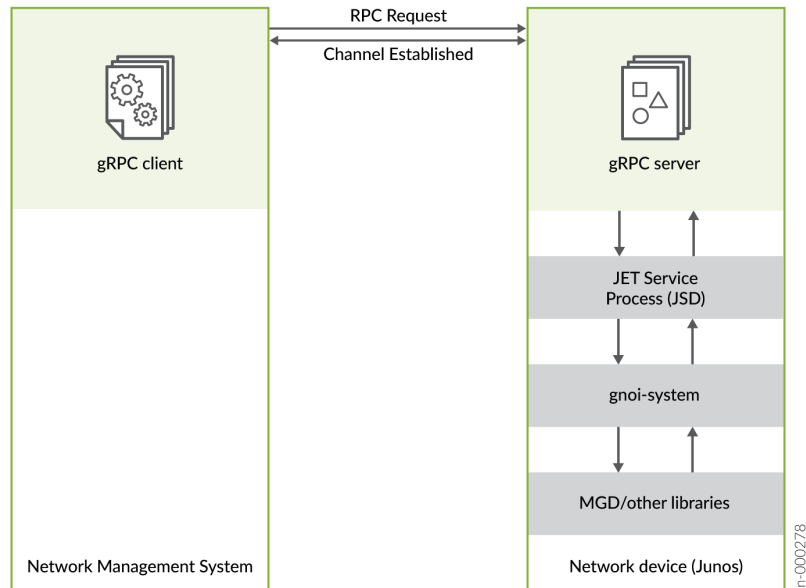 RPC Request
Channel Established
gRPC client
gRPC server
JET Service
Process (JSD)
gnoi-system
MGD/other libraries
Network Management System
Network device (Junos)
n-000278